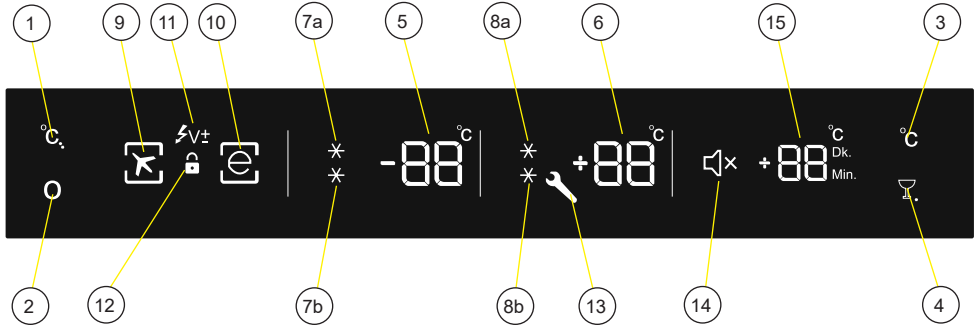 1 9 11 10 7a 5 8a 6 15 3
°C. V± e -88 °C ÷88 °C + 88 °C Dk. Min. °C
O
2 12 7b 8b 13 14 4